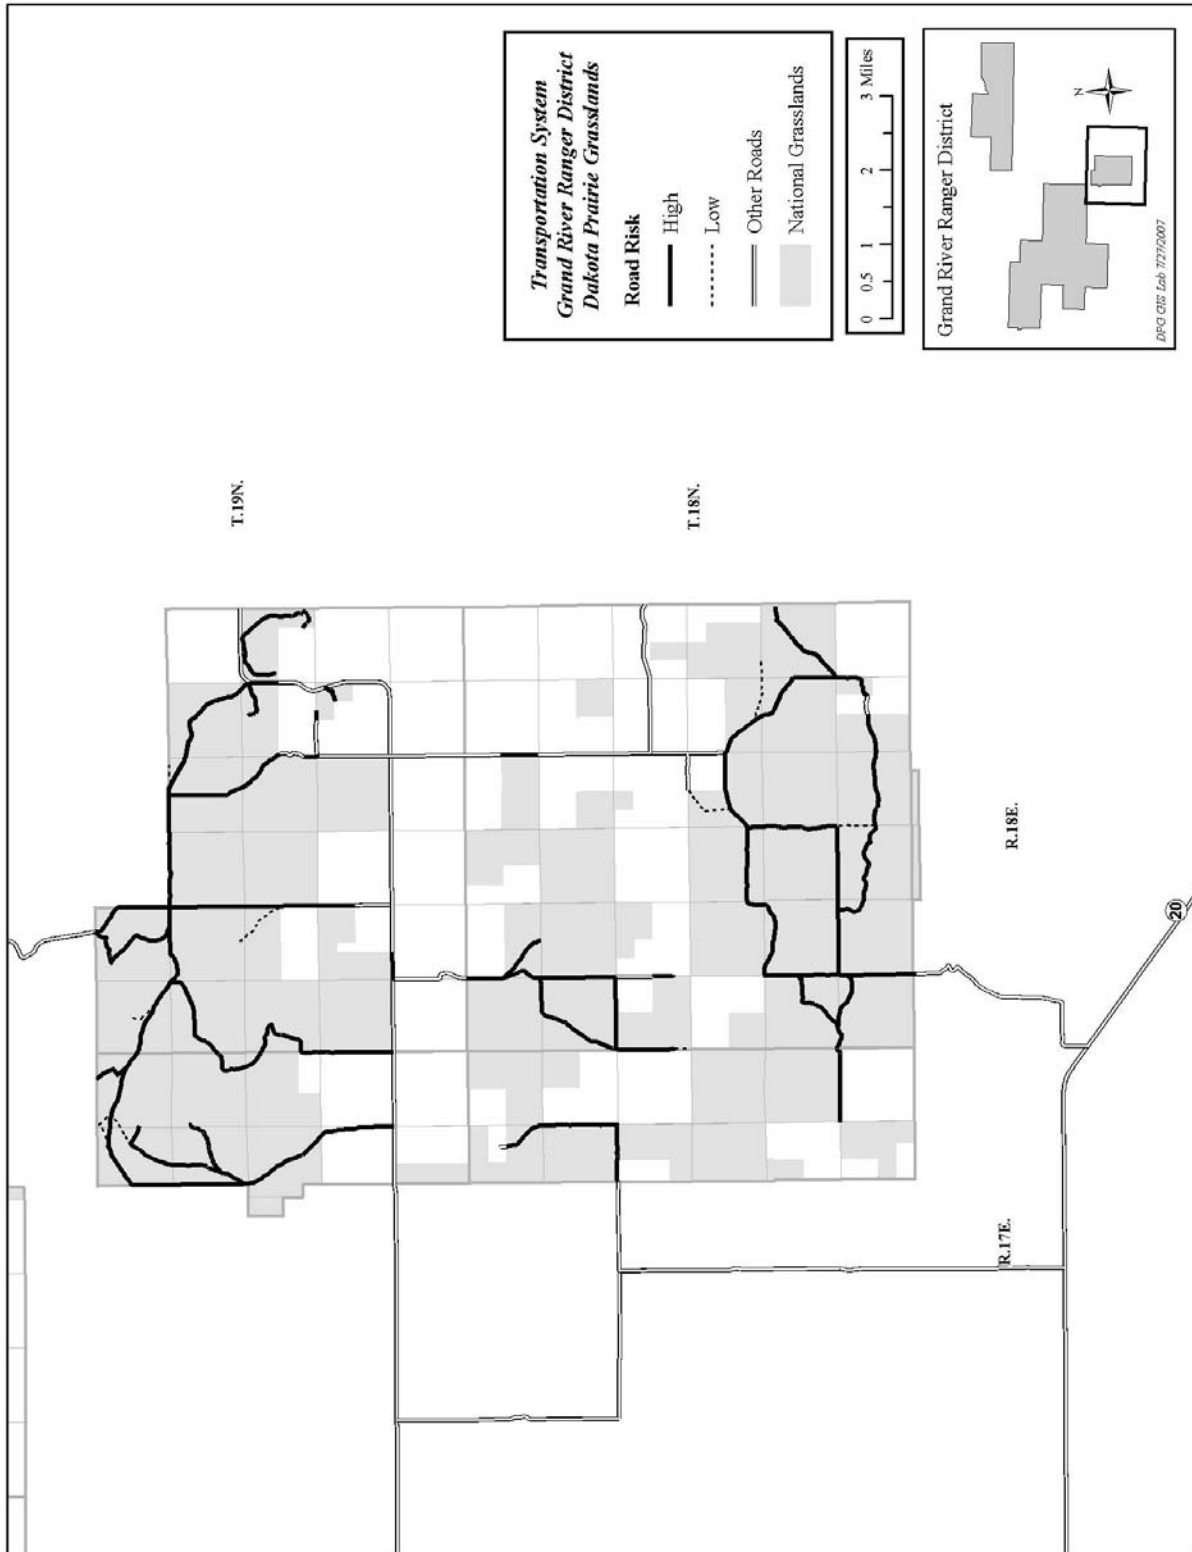 Transportation System
Grand River Ranger District
Dakota Prairie Grasslands
Road Risk
High
Low
Other Roads
National Grasslands
0 0.5 1 2 3 Miles
Grand River Ranger District
N
DPG GIS Lab 7/27/2007
T.19N.
T.18N.
R.18E.
R.17E.
20